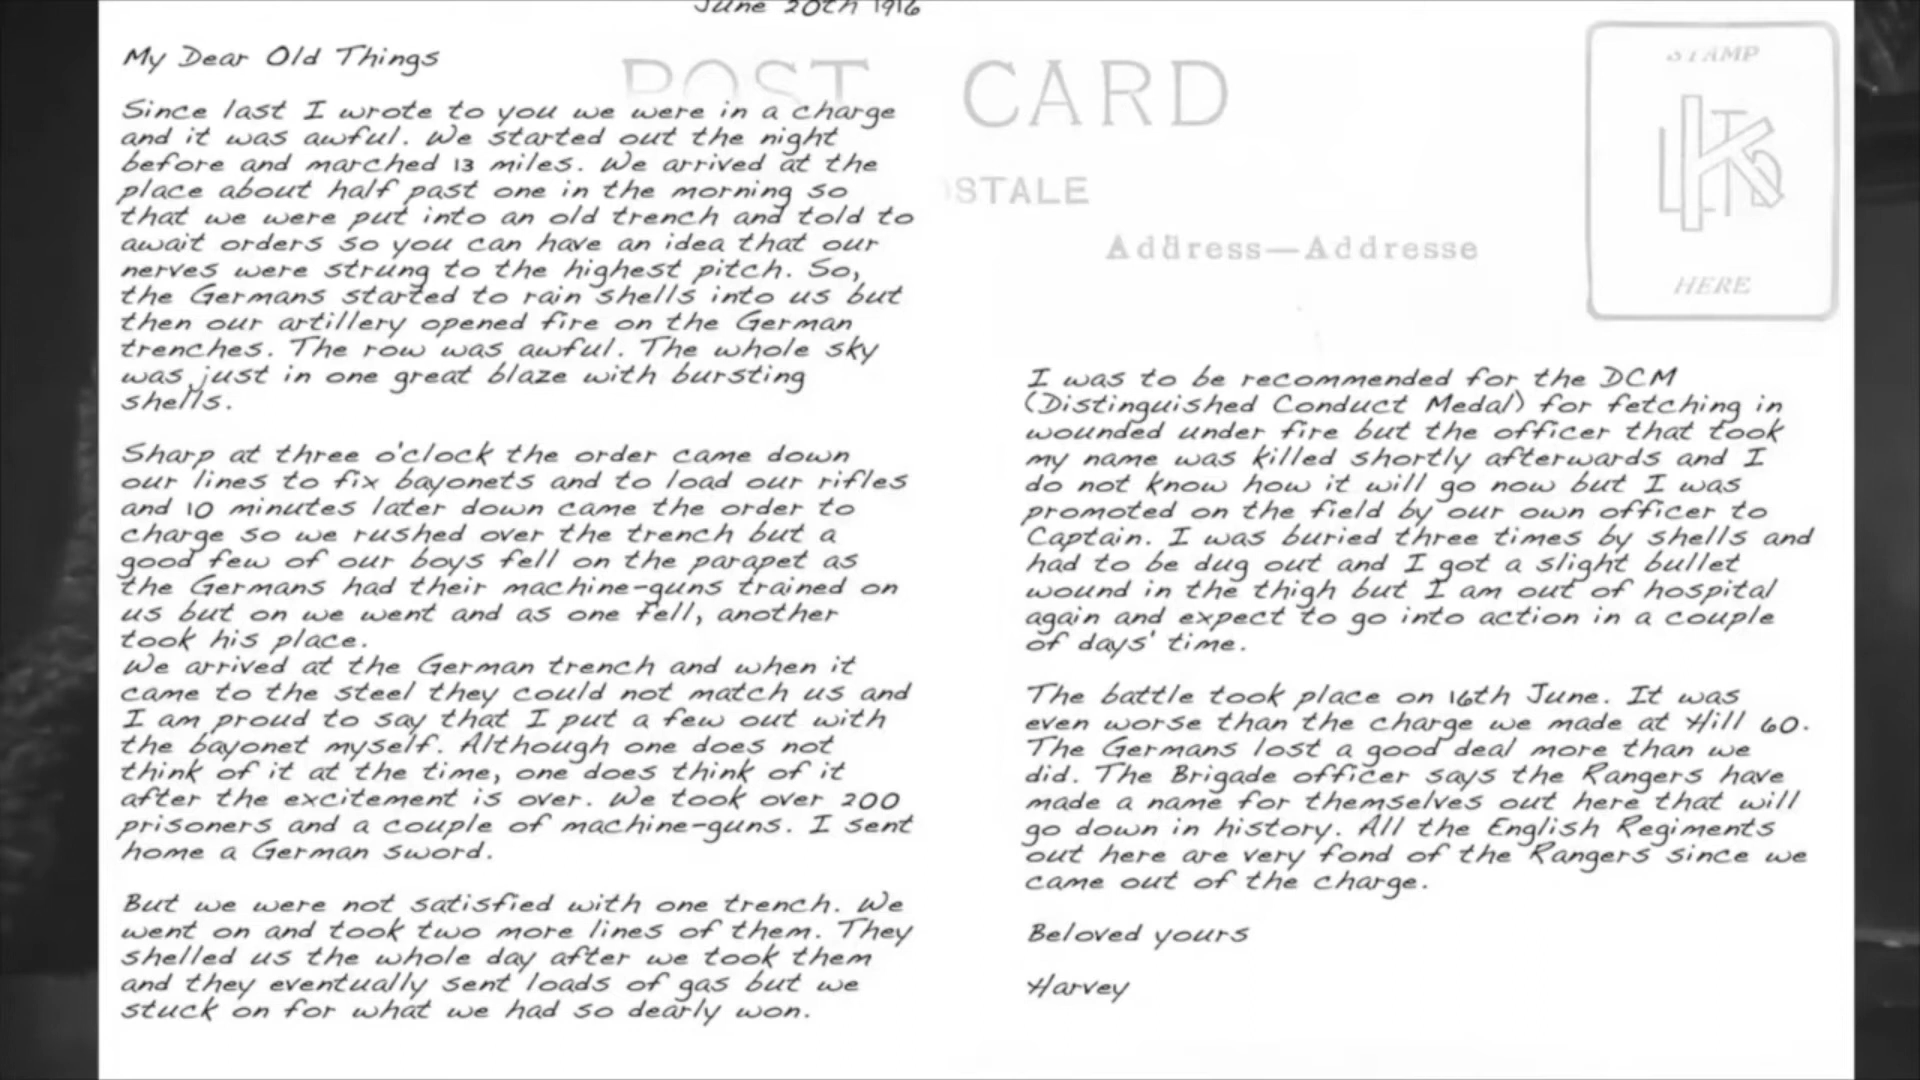 June 20th 1916
My Dear Old Things
Since last I wrote to you we were in a charge
and it was awful. We started out the night
before and marched 13 miles. We arrived at the
place about half past one in the morning so
that we were put into an old trench and told to
await orders so you can have an idea that our
nerves were strung to the highest pitch. So,
the Germans started to rain shells into us but
then our artillery opened fire on the German
trenches. The row was awful. The whole sky
was just in one great blaze with bursting
shells.
Sharp at three o'clock the order came down
our lines to fix bayonets and to load our rifles
and 10 minutes later down came the order to
charge so we rushed over the trench but a
good few of our boys fell on the parapet as
the Germans had their machine-guns trained on
us but on we went and as one fell, another
took his place.
We arrived at the German trench and when it
came to the steel they could not match us and
I am proud to say that I put a few out with
the bayonet myself. Although one does not
think of it at the time, one does think of it
after the excitement is over. We took over 200
prisoners and a couple of machine-guns. I sent
home a German sword.
But we were not satisfied with one trench. We
went on and took two more lines of them. They
shelled us the whole day after we took them
and they eventually sent loads of gas but we
stuck on for what we had so dearly won.
POST CARD
STALE
Address—Addresse
STAMP
HERE
I was to be recommended for the DCM
(Distinguished Conduct Medal) for fetching in
wounded under fire but the officer that took
my name was killed shortly afterwards and I
do not know how it will go now but I was
promoted on the field by our own officer to
Captain. I was buried three times by shells and
had to be dug out and I got a slight bullet
wound in the thigh but I am out of hospital
again and expect to go into action in a couple
of days' time.
The battle took place on 16th June. It was
even worse than the charge we made at Hill 60.
The Germans lost a good deal more than we
did. The Brigade officer says the Rangers have
made a name for themselves out here that will
go down in history. All the English Regiments
out here are very fond of the Rangers since we
came out of the charge.
Beloved yours
Harvey